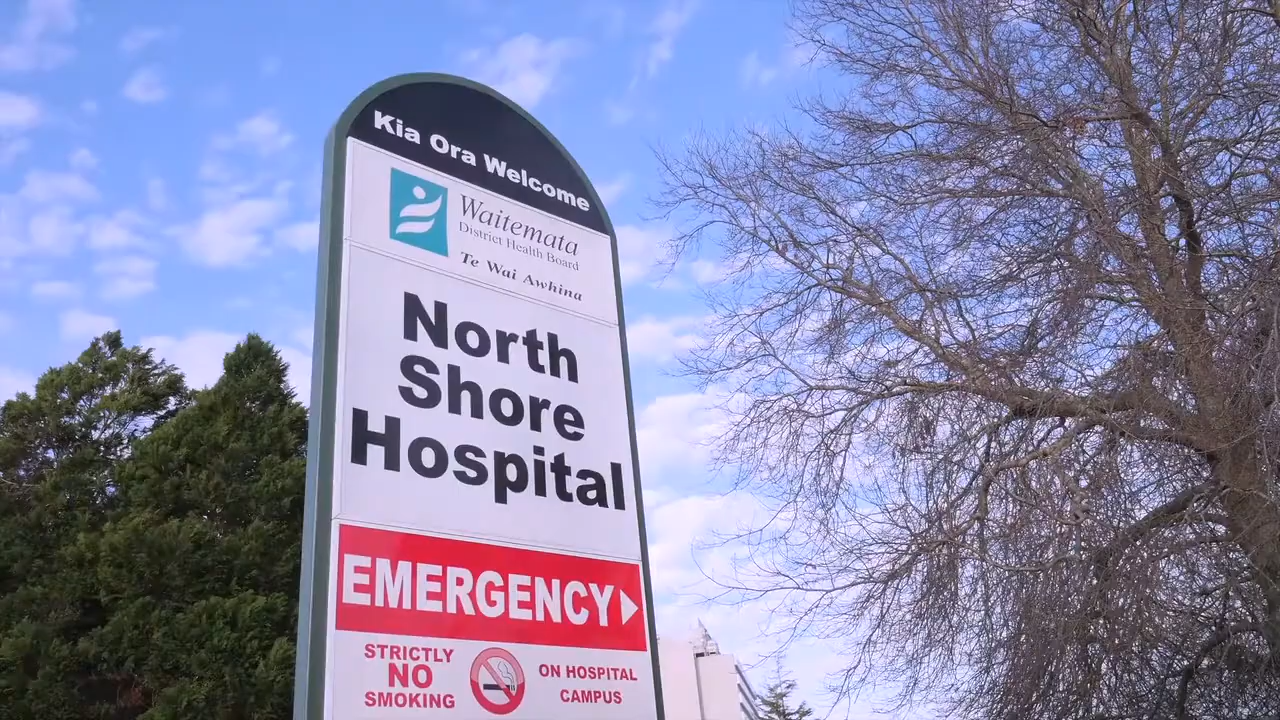 Kia Ora Welcome
Waitemata
District Health Board
Te Wai Awhina
North
Shore
Hospital
EMERGENCY
STRICTLY
NO
SMOKING
ON HOSPITAL
CAMPUS